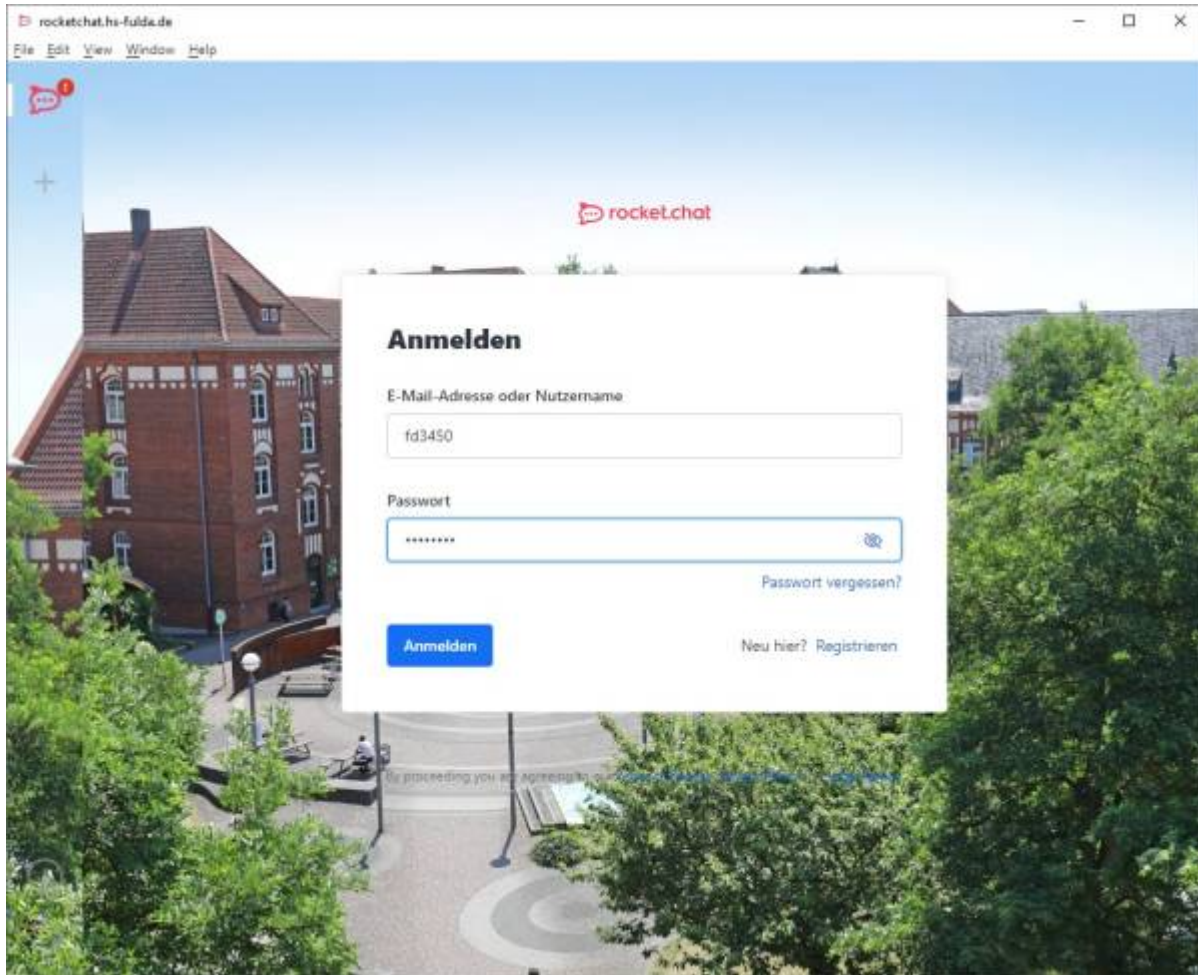 rocketchat.hs-fulda.de
File Edit View Window Help
!
rocket.chat
Anmelden
E-Mail-Adresse oder Nutzername
fd3450
Passwort
••••••••
Passwort vergessen?
Anmelden
Neu hier? Registrieren
By proceeding you are agreeing to our